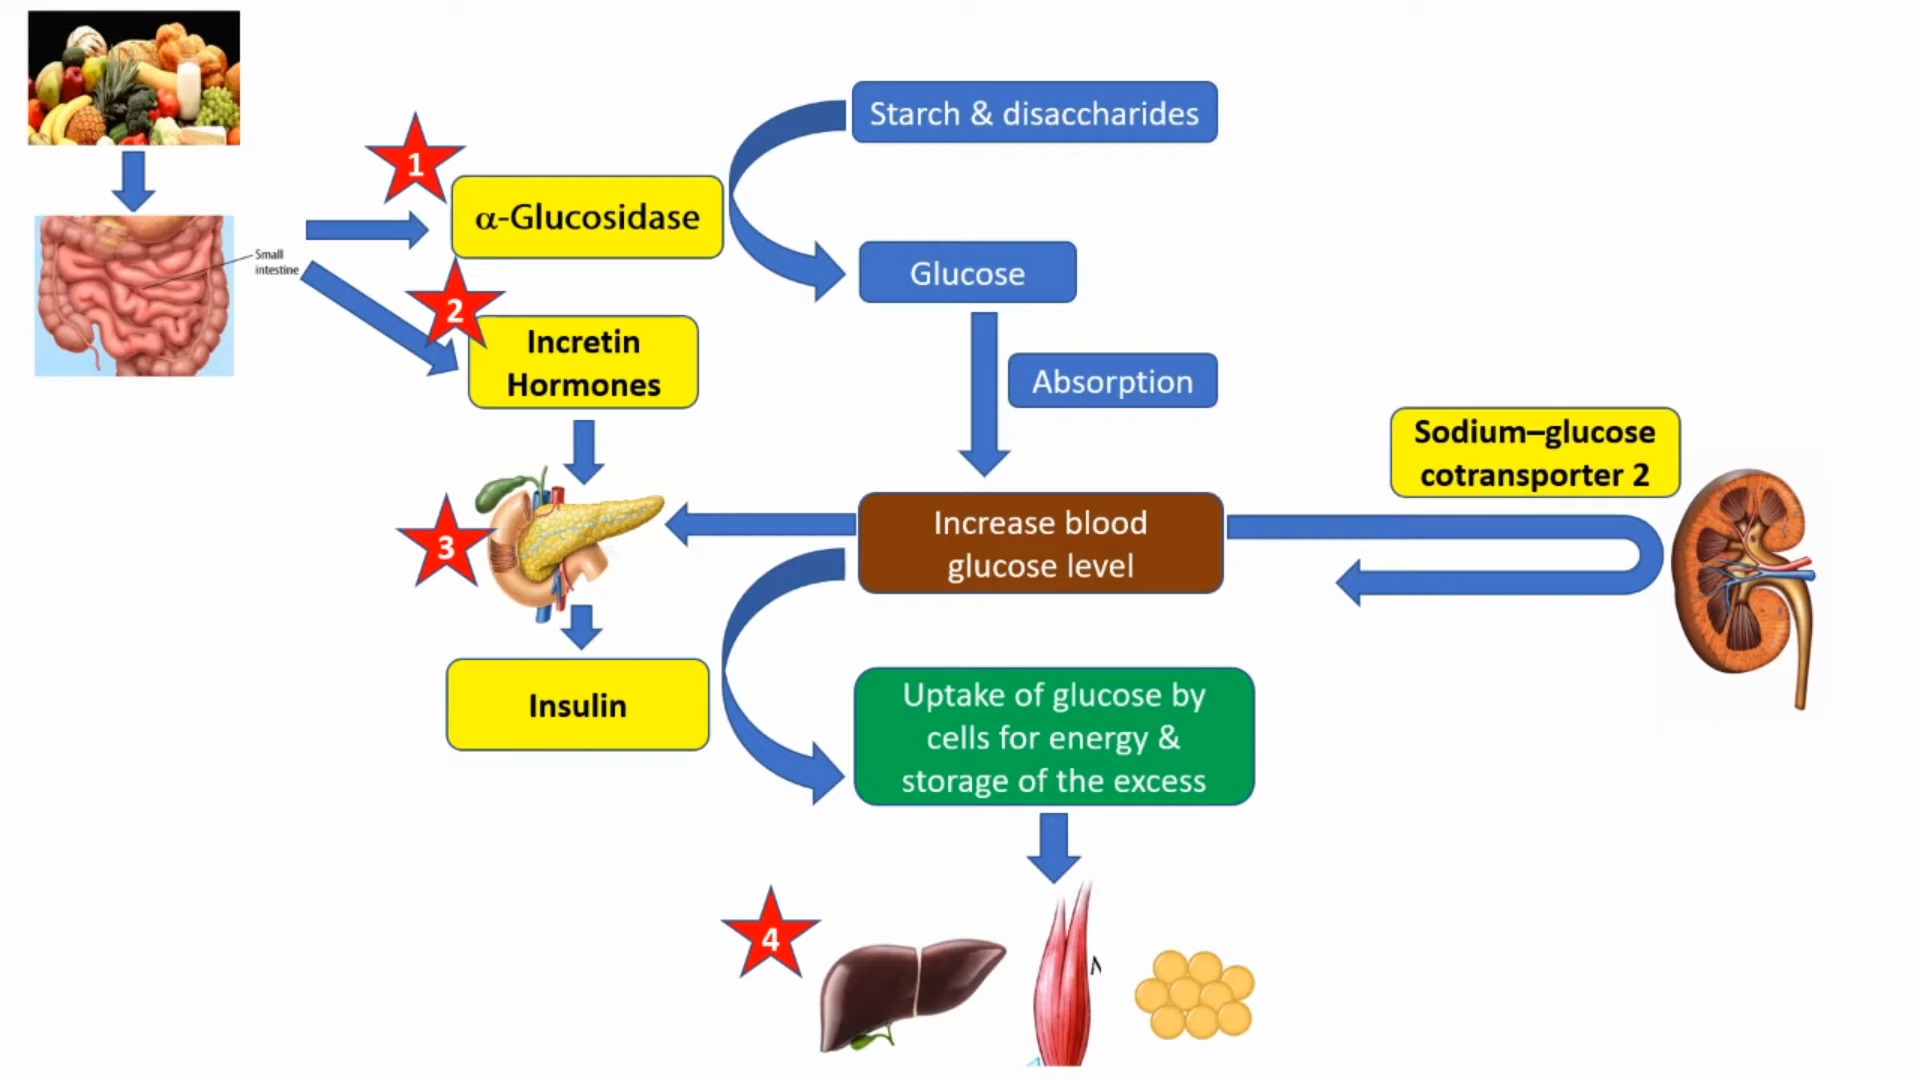 Starch & disaccharides
1
α-Glucosidase
Small
intestine
Glucose
2
Incretin
Hormones
Absorption
Sodium–glucose
cotransporter 2
3
Increase blood
glucose level
Insulin
Uptake of glucose by
cells for energy &
storage of the excess
4